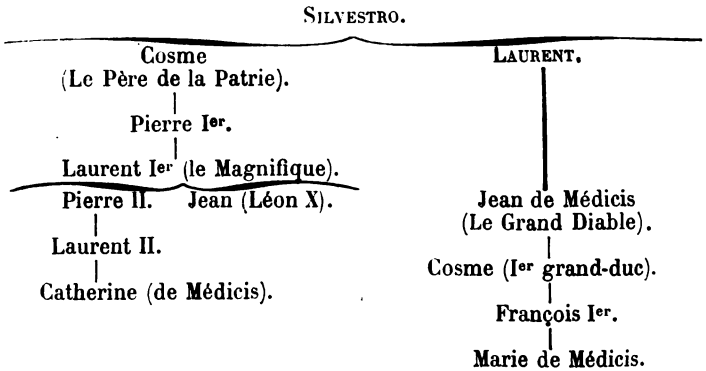 SILVESTRO.
Cosme
(Le Père de la Patrie).
Pierre Ier.
Laurent Ier (le Magnifique).
Pierre II. Jean (Léon X).
Laurent II.
Catherine (de Médicis).
LAURENT.
Jean de Médicis
(Le Grand Diable).
Cosme (Ier grand-duc).
François Ier.
Marie de Médicis.